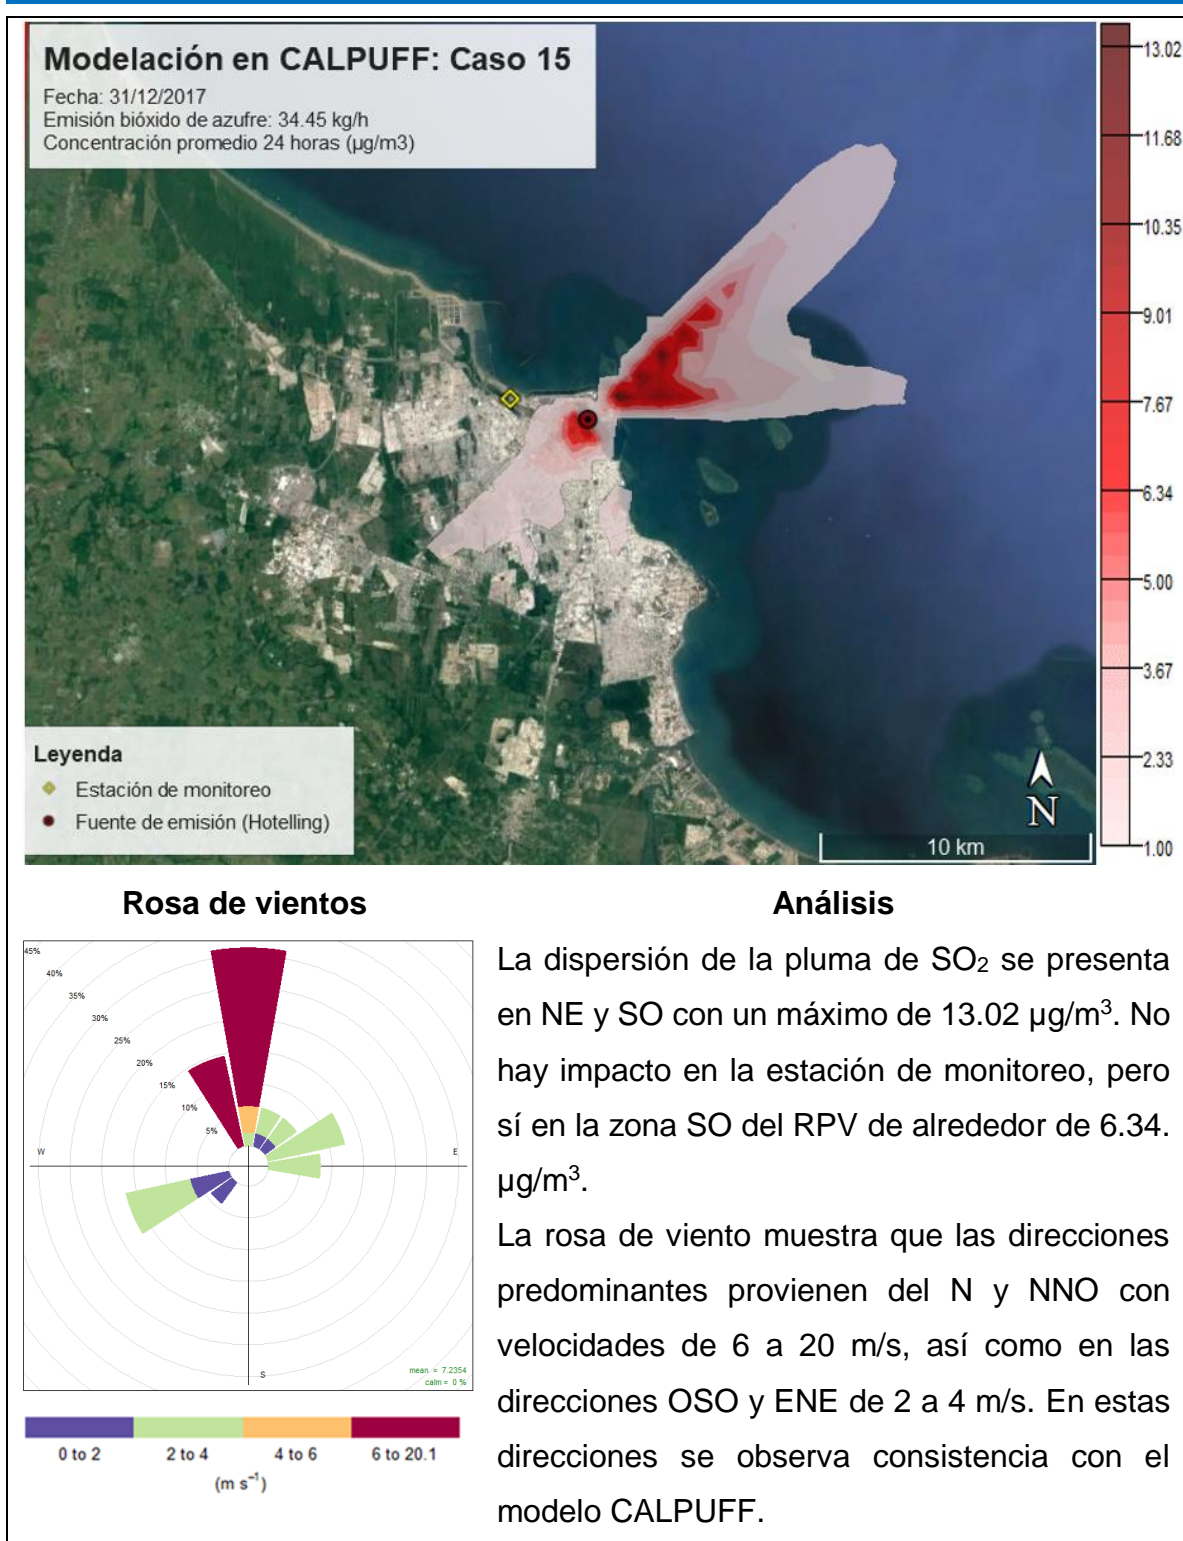 Modelación en CALPUFF: Caso 15
Fecha: 31/12/2017
Emisión bióxido de azufre: 34.45 kg/h
Concentración promedio 24 horas (µg/m3)
13.02
11.68
10.35
9.01
7.67
6.34
5.00
3.67
2.33
1.00
Leyenda
Estación de monitoreo
Fuente de emisión (Hotelling)
N
10 km
Rosa de vientos
45%
40%
35%
30%
25%
20%
15%
10%
5%
W
E
S
mean = 7.2354
calm = 0 %
0 to 2
2 to 4
4 to 6
6 to 20.1
(m s⁻¹)
Análisis
La dispersión de la pluma de SO₂ se presenta
en NE y SO con un máximo de 13.02 µg/m³. No
hay impacto en la estación de monitoreo, pero
sí en la zona SO del RPV de alrededor de 6.34.
µg/m³.
La rosa de viento muestra que las direcciones
predominantes provienen del N y NNO con
velocidades de 6 a 20 m/s, así como en las
direcciones OSO y ENE de 2 a 4 m/s. En estas
direcciones se observa consistencia con el
modelo CALPUFF.